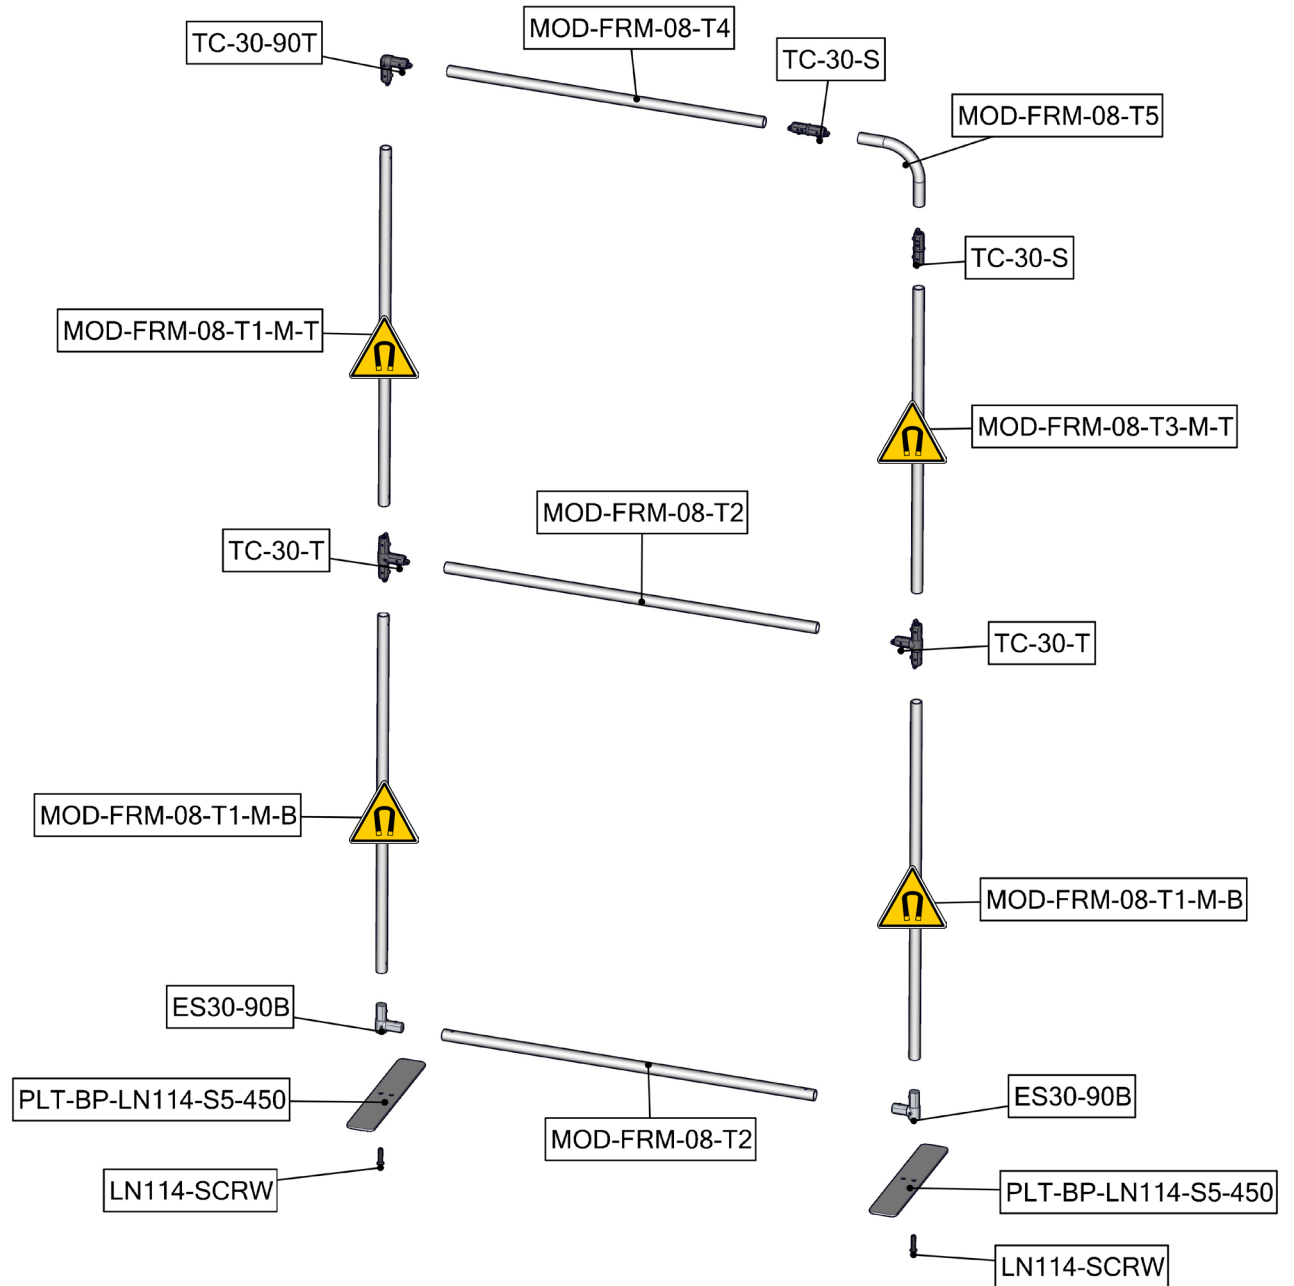 MOD-FRM-08-T4
TC-30-90T
TC-30-S
MOD-FRM-08-T5
TC-30-S
MOD-FRM-08-T1-M-T
MOD-FRM-08-T3-M-T
MOD-FRM-08-T2
TC-30-T
TC-30-T
MOD-FRM-08-T1-M-B
MOD-FRM-08-T1-M-B
ES30-90B
PLT-BP-LN114-S5-450
ES30-90B
MOD-FRM-08-T2
LN114-SCRW
PLT-BP-LN114-S5-450
LN114-SCRW